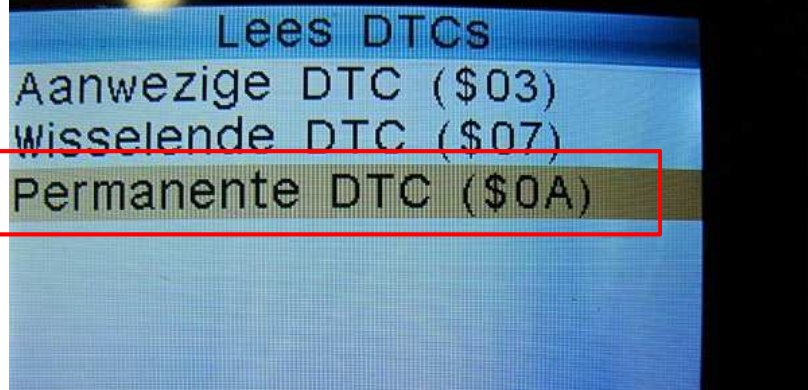 Lees DTCs
Aanwezige DTC ($03)
Wisselende DTC ($07)
Permanente DTC ($0A)